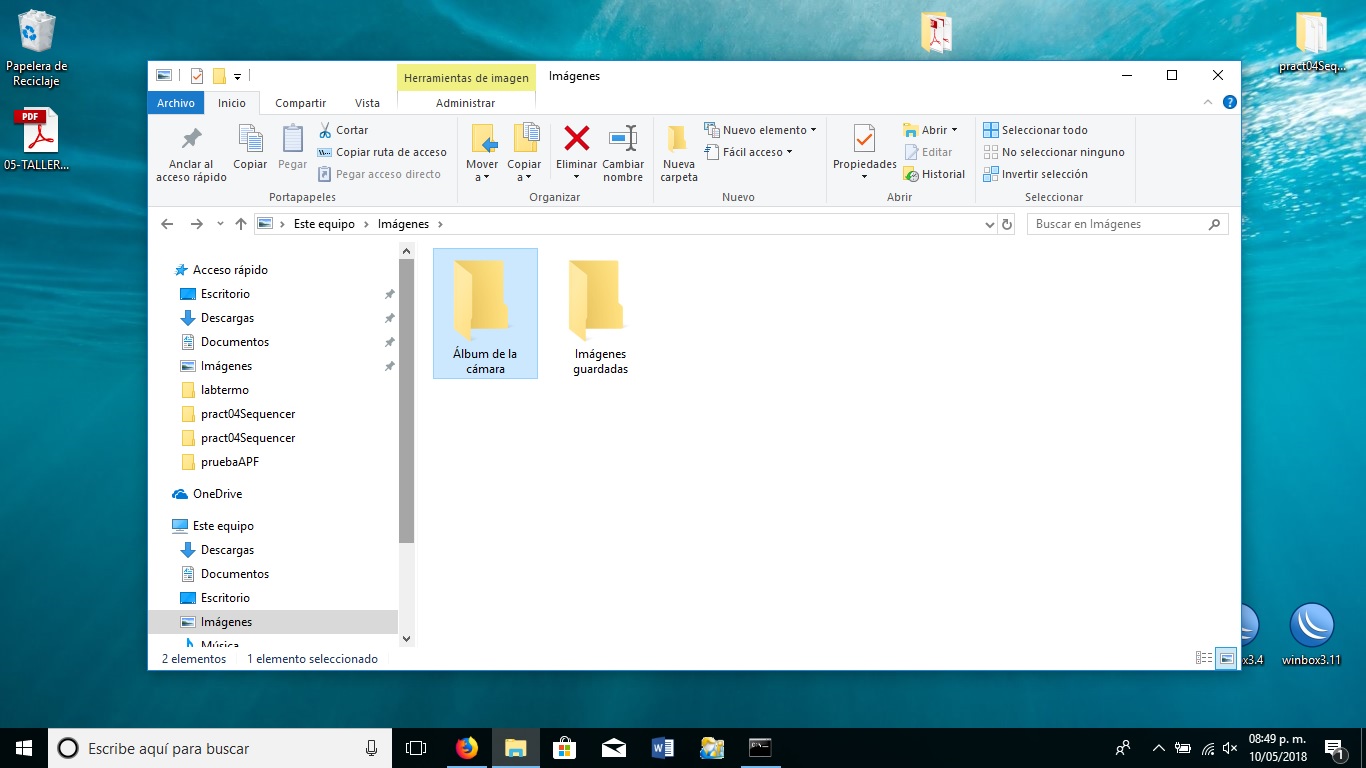 Papelera de
Reciclaje
PDF
05-TALLER...
pract04Seq...
Herramientas de imagen
Imágenes
Archivo
Inicio
Compartir
Vista
Administrar
Anclar al
acceso rápido
Copiar
Pegar
Cortar
Copiar ruta de acceso
Pegar acceso directo
Portapapeles
Mover
a
Copiar
a
Eliminar
Cambiar
nombre
Organizar
Nueva
carpeta
Nuevo elemento
Fácil acceso
Nuevo
Propiedades
Abrir
Editar
Historial
Abrir
Seleccionar todo
No seleccionar ninguno
Invertir selección
Seleccionar
Este equipo
Imágenes
Buscar en Imágenes
Acceso rápido
Escritorio
Descargas
Documentos
Imágenes
labtermo
pract04Sequencer
pract04Sequencer
pruebaAPF
OneDrive
Este equipo
Descargas
Documentos
Escritorio
Imágenes
Música
Álbum de la
cámara
Imágenes
guardadas
2 elementos
1 elemento seleccionado
ox3.4
winbox3.11
Escribe aquí para buscar
08:49 p. m.
10/05/2018
1